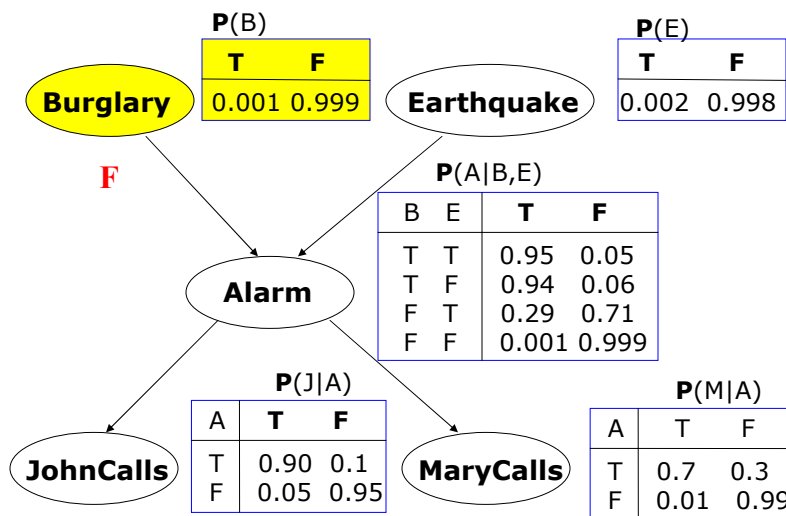 P(B)
T F
Burglary
0.001 0.999
P(E)
T F
Earthquake
0.002 0.998
F
P(A|B,E)
B E T F
T T 0.95 0.05
T F 0.94 0.06
F T 0.29 0.71
F F 0.001 0.999
Alarm
P(J|A)
A T F
T 0.90 0.1
F 0.05 0.95
JohnCalls
MaryCalls
P(M|A)
A T F
T 0.7 0.3
F 0.01 0.99